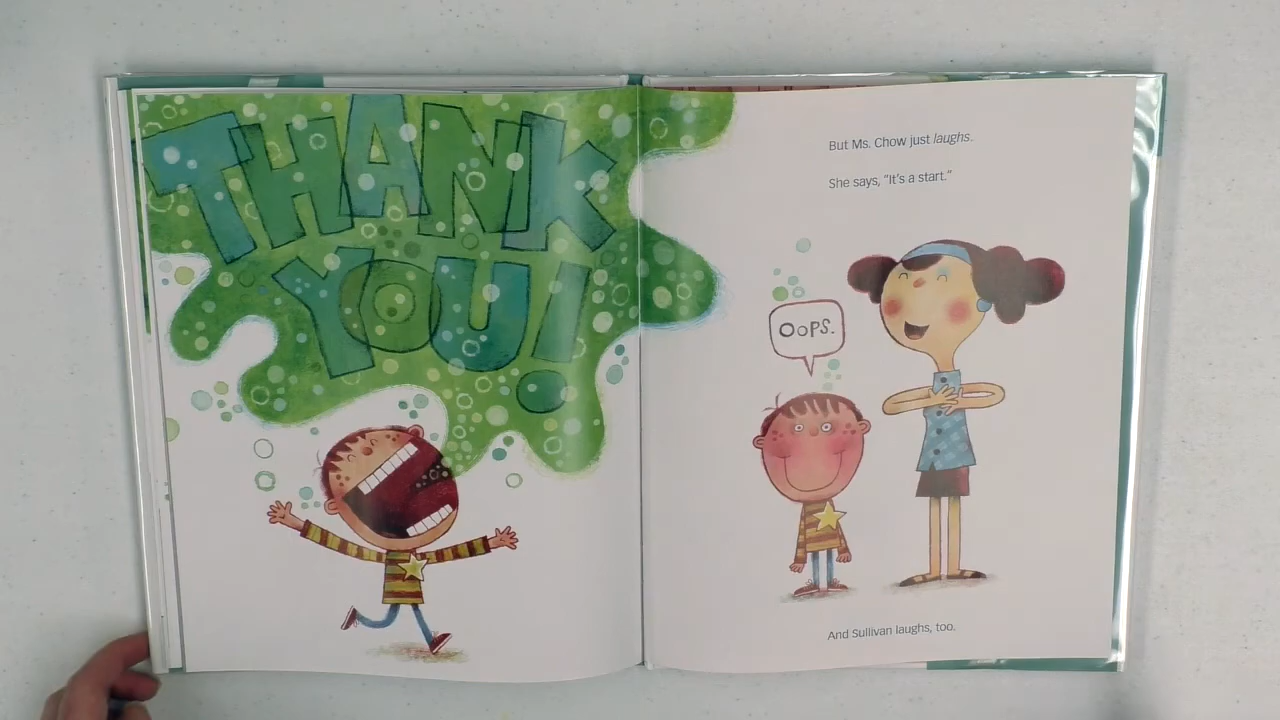 THANK
YOU!
But Ms. Chow just laughs.
She says, "It's a start."
OOPS.
And Sullivan laughs, too.